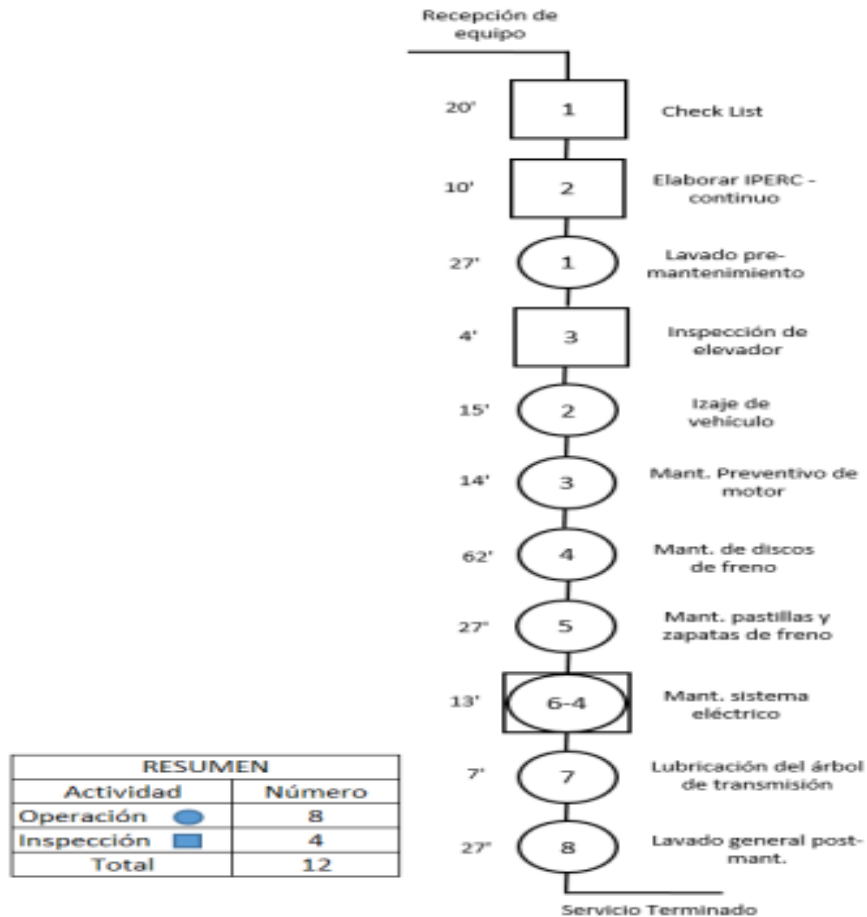 Recepción de
equipo
20'
1
Check List
10'
2
Elaborar IPERC -
continuo
27'
1
Lavado pre-
mantenimiento
4'
3
Inspección de
elevador
15'
2
Izaje de
vehículo
14'
3
Mant. Preventivo de
motor
62'
4
Mant. de discos
de freno
27'
5
Mant. pastillas y
zapatas de freno
13'
6-4
Mant. sistema
eléctrico
7'
7
Lubricación del árbol
de transmisión
27'
8
Lavado general post-
mant.
Servicio Terminado
RESUMEN
Actividad Número
Operación 8
Inspección 4
Total 12